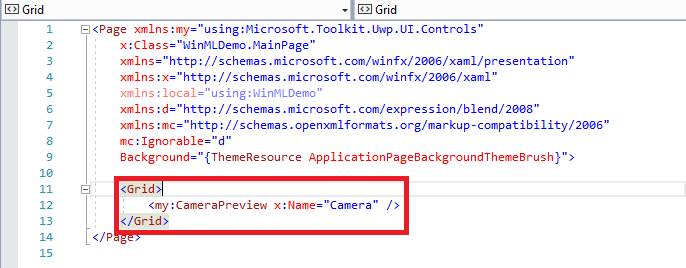 Grid Grid
1 <Page xmlns:my="using:Microsoft.Toolkit.Uwp.UI.Controls"
2 x:Class="WinMLDemo.MainPage"
3 xmlns="http://schemas.microsoft.com/winfx/2006/xaml/presentation"
4 xmlns:x="http://schemas.microsoft.com/winfx/2006/xaml"
5 xmlns:local="using:WinMLDemo"
6 xmlns:d="http://schemas.microsoft.com/expression/blend/2008"
7 xmlns:mc="http://schemas.openxmlformats.org/markup-compatibility/2006"
8 mc:Ignorable="d"
9 Background="{ThemeResource ApplicationPageBackgroundThemeBrush}">
10
11 <Grid>
12 <my:CameraPreview x:Name="Camera" />
13 </Grid>
14 </Page>
15